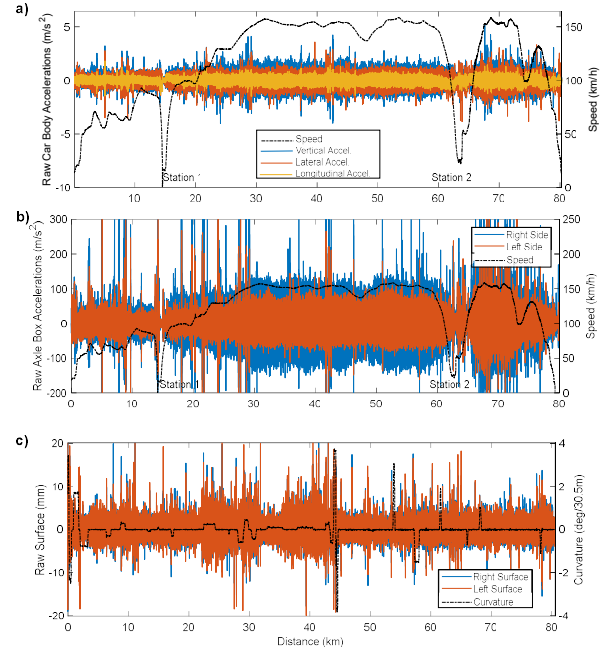 a)
Raw Car Body Accelerations (m/s²)
5
0
-5
-10
150
100
50
0
Speed (km/h)
Speed
Vertical Accel.
Lateral Accel.
Longitudinal Accel.
Station 1
Station 2
0 10 20 30 40 50 60 70 80
b)
Raw Axle Box Accelerations (m/s²)
300
200
100
0
-100
-200
250
200
150
100
50
0
Speed (km/h)
Right Side
Left Side
Speed
Station 1
Station 2
0 10 20 30 40 50 60 70 80
c)
Raw Surface (mm)
20
10
0
-10
-20
4
2
0
-2
-4
Curvature (deg/30.5m)
Right Surface
Left Surface
Curvature
0 10 20 30 40 50 60 70 80
Distance (km)